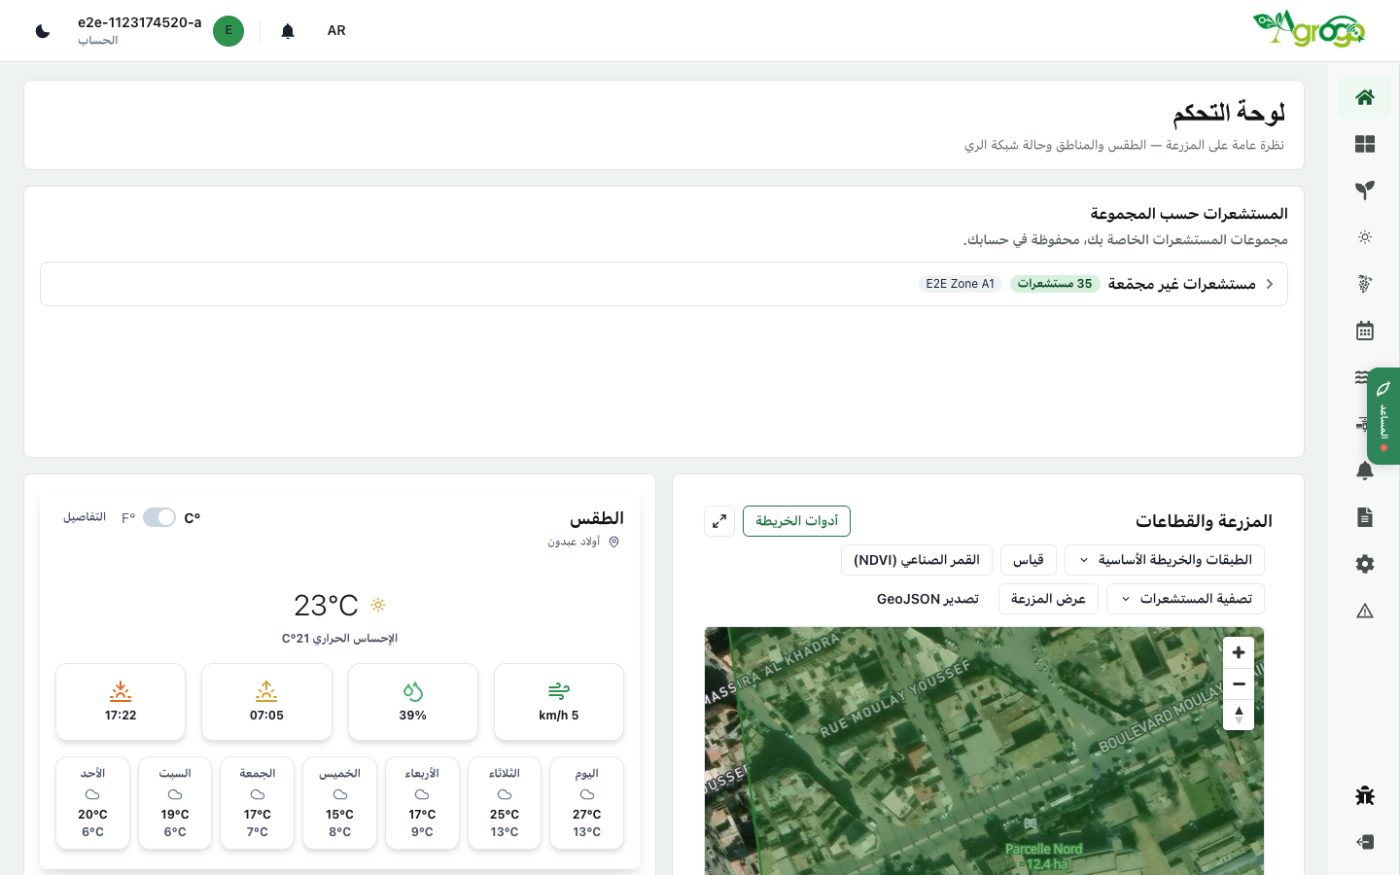 Agrogo
AR
e2e-1123174520-a
E
الحساب
لوحة التحكم
نظرة عامة على المزرعة — الطقس والمناطق وحالة شبكة الري
المستشعرات حسب المجموعة
مجموعات المستشعرات الخاصة بك، محفوظة في حسابك.
مستشعرات غير مجمّعة 35 مستشعرات E2E Zone A1
المساعد
المزرعة والقطاعات
أدوات الخريطة
الطبقات والخريطة الأساسية
قياس
القمر الصناعي (NDVI)
تصفية المستشعرات
عرض المزرعة
تصدير GeoJSON
MASSIRA AL KHADRA
RUE MOULAY YOUSSEF
BOULEVARD MOULAY
OUSSEF
Parcelle Nord
12.4 ha
الطقس
C° F° التفاصيل
أولاد عبدون
23°C
الإحساس الحراري 21°C
km/h 5
39%
07:05
17:22
اليوم
27°C
13°C
الثلاثاء
25°C
13°C
الأربعاء
17°C
9°C
الخميس
15°C
8°C
الجمعة
17°C
7°C
السبت
19°C
6°C
الأحد
20°C
6°C